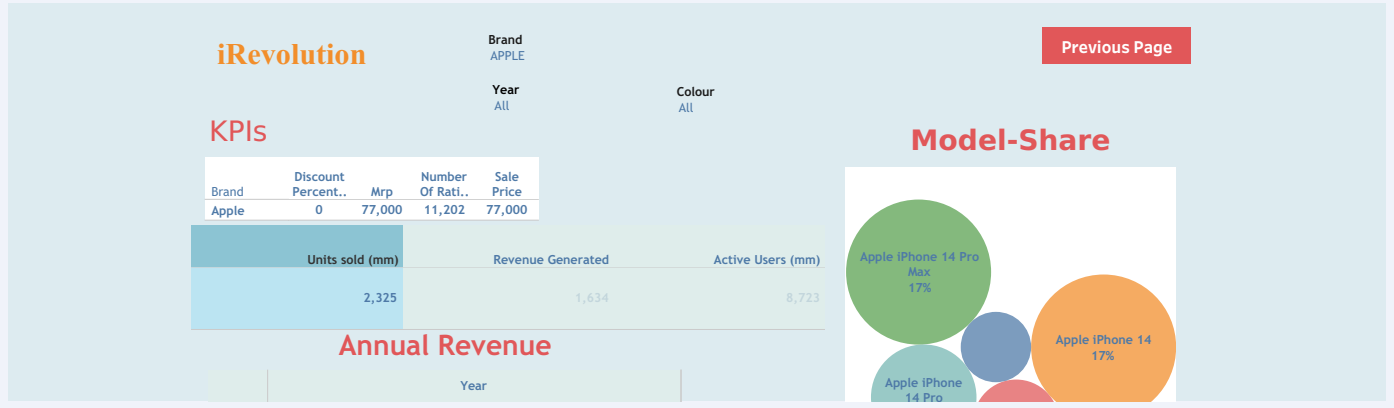 iRevolution
Brand
APPLE
Previous Page
Year
All
Colour
All
KPIs
Model-Share
Discount Number Sale
Brand Percent.. Mrp Of Rati.. Price
Apple 0 77,000 11,202 77,000
Units sold (mm) Revenue Generated Active Users (mm)
2,325 1,634 8,723
Annual Revenue
Year
Apple iPhone 14 Pro
Max
17%
Apple iPhone 14
17%
Apple iPhone
14 Pro